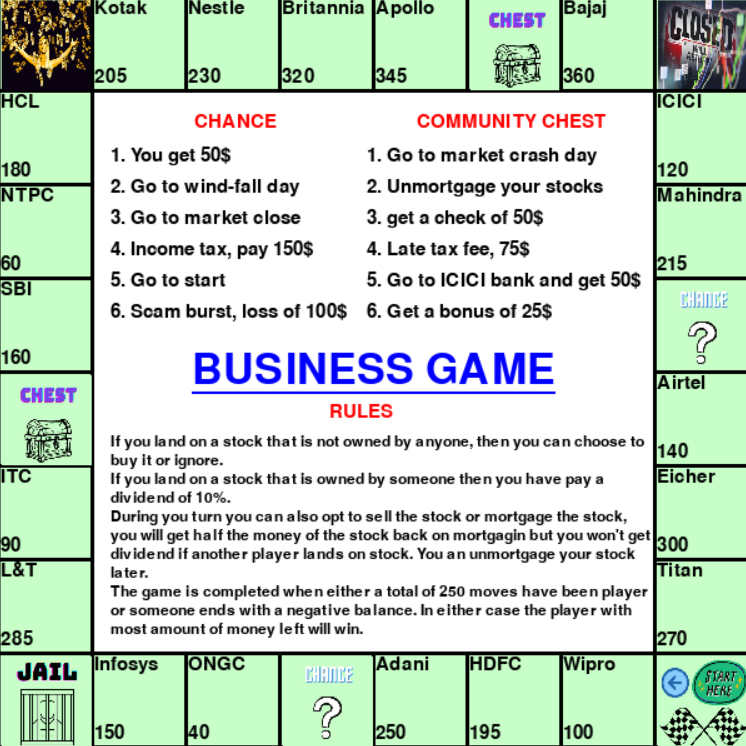 Kotak
205
Nestle
230
Britannia
320
Apollo
345
CHEST
Bajaj
360
CLOSED
HCL
180
NTPC
60
SBI
160
CHEST
ITC
90
L&T
285
CHANCE
1. You get 50$
2. Go to wind-fall day
3. Go to market close
4. Income tax, pay 150$
5. Go to start
6. Scam burst, loss of 100$
COMMUNITY CHEST
1. Go to market crash day
2. Unmortgage your stocks
3. get a check of 50$
4. Late tax fee, 75$
5. Go to ICICI bank and get 50$
6. Get a bonus of 25$
BUSINESS GAME
RULES
If you land on a stock that is not owned by anyone, then you can choose to
buy it or ignore.
If you land on a stock that is owned by someone then you have pay a
dividend of 10%.
During you turn you can also opt to sell the stock or mortgage the stock,
you will get half the money of the stock back on mortgagin but you won't get
dividend if another player lands on stock. You an unmortgage your stock
later.
The game is completed when either a total of 250 moves have been player
or someone ends with a negative balance. In either case the player with
most amount of money left will win.
ICICI
120
Mahindra
215
CHANCE
?
Airtel
140
Eicher
300
Titan
270
JAIL
Infosys
150
ONGC
40
CHANCE
?
Adani
250
HDFC
195
Wipro
100
START
HERE